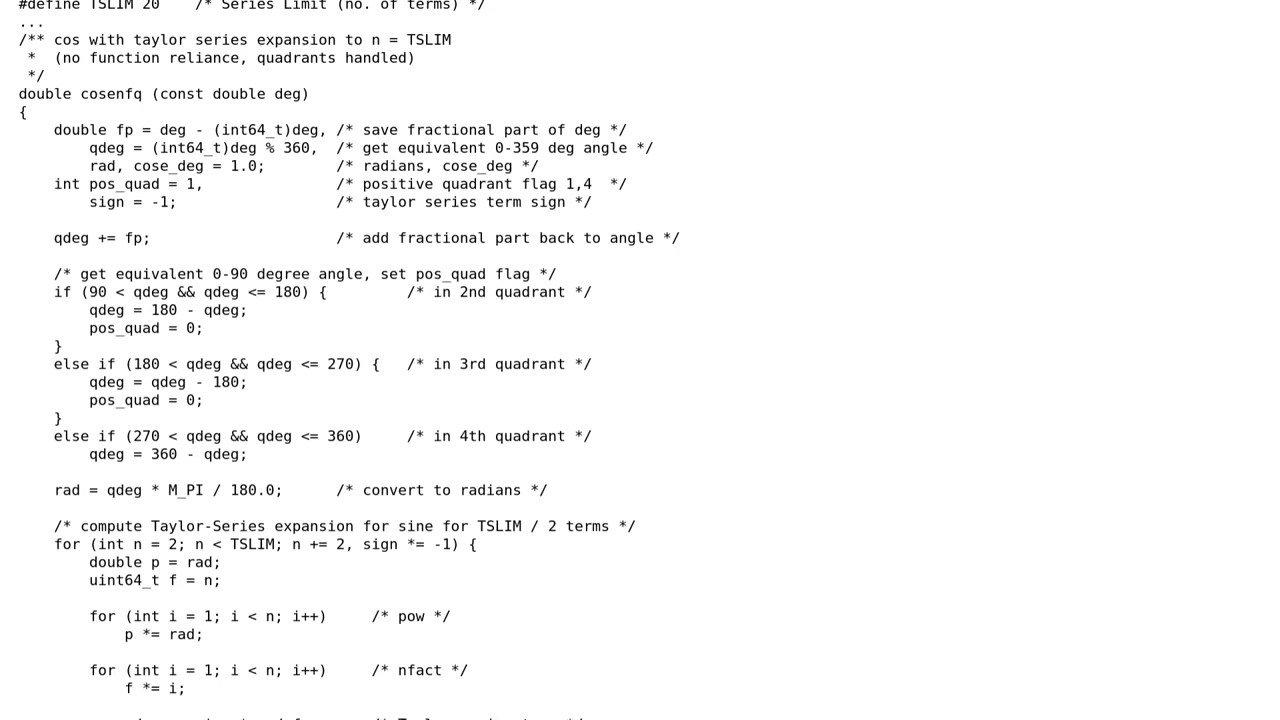 #define TSLIM 20    /* Series Limit (no. of terms) */
...
/** cos with taylor series expansion to n = TSLIM
 *  (no function reliance, quadrants handled)
 */
double cosenfq (const double deg)
{
    double fp = deg - (int64_t)deg, /* save fractional part of deg */
        qdeg = (int64_t)deg % 360,  /* get equivalent 0-359 deg angle */
        rad, cose_deg = 1.0;        /* radians, cose_deg */
    int pos_quad = 1,               /* positive quadrant flag 1,4  */
        sign = -1;                  /* taylor series term sign */

    qdeg += fp;                     /* add fractional part back to angle */

    /* get equivalent 0-90 degree angle, set pos_quad flag */
    if (90 < qdeg && qdeg <= 180) {         /* in 2nd quadrant */
        qdeg = 180 - qdeg;
        pos_quad = 0;
    }
    else if (180 < qdeg && qdeg <= 270) {   /* in 3rd quadrant */
        qdeg = qdeg - 180;
        pos_quad = 0;
    }
    else if (270 < qdeg && qdeg <= 360)     /* in 4th quadrant */
        qdeg = 360 - qdeg;

    rad = qdeg * M_PI / 180.0;      /* convert to radians */

    /* compute Taylor-Series expansion for sine for TSLIM / 2 terms */
    for (int n = 2; n < TSLIM; n += 2, sign *= -1) {
        double p = rad;
        uint64_t f = n;

        for (int i = 1; i < n; i++)     /* pow */
            p *= rad;

        for (int i = 1; i < n; i++)     /* nfact */
            f *= i;